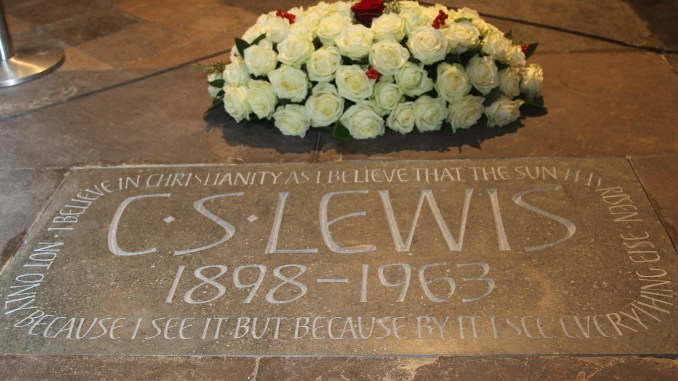 I BELIEVE IN CHRISTIANITY AS I BELIEVE THAT THE SUN HAS RISEN
C·S·LEWIS
1898–1963
NOT ONLY BECAUSE I SEE IT BUT BECAUSE BY IT I SEE EVERYTHING ELSE